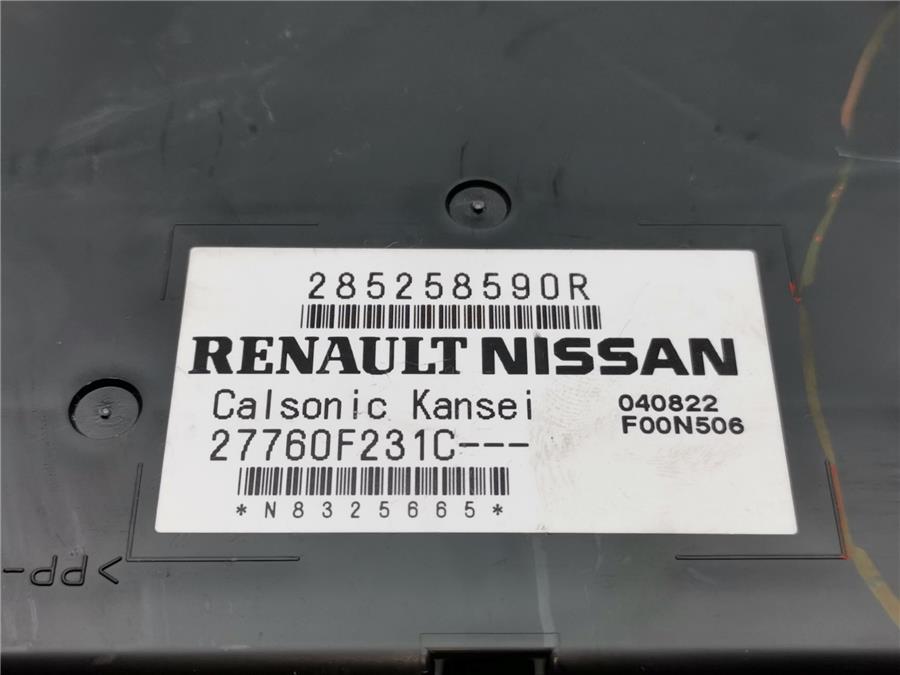 285258590R
RENAULT NISSAN
Calsonic Kansei 040822
27760F231C--- F00N506
*N8325665*
>PP-